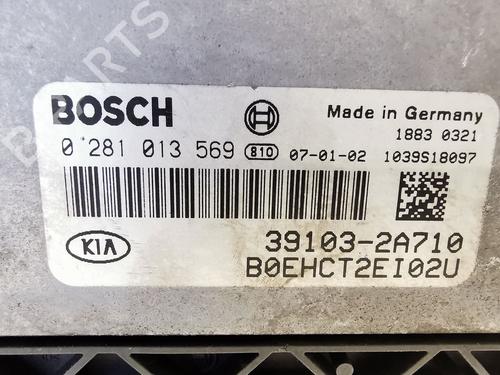 PARTS
BOSCH
Made in Germany
1883 0321
0 281 013 569 810 07-01-02 1039S18097
KIA
39103-2A710
B0EHCT2EI02U